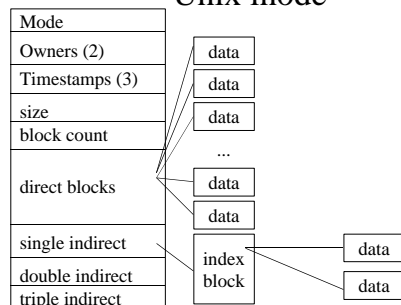 Unix inode
Mode
Owners (2)
Timestamps (3)
size
block count
direct blocks
single indirect
double indirect
triple indirect
data
data
data
...
data
data
index
block
data
data